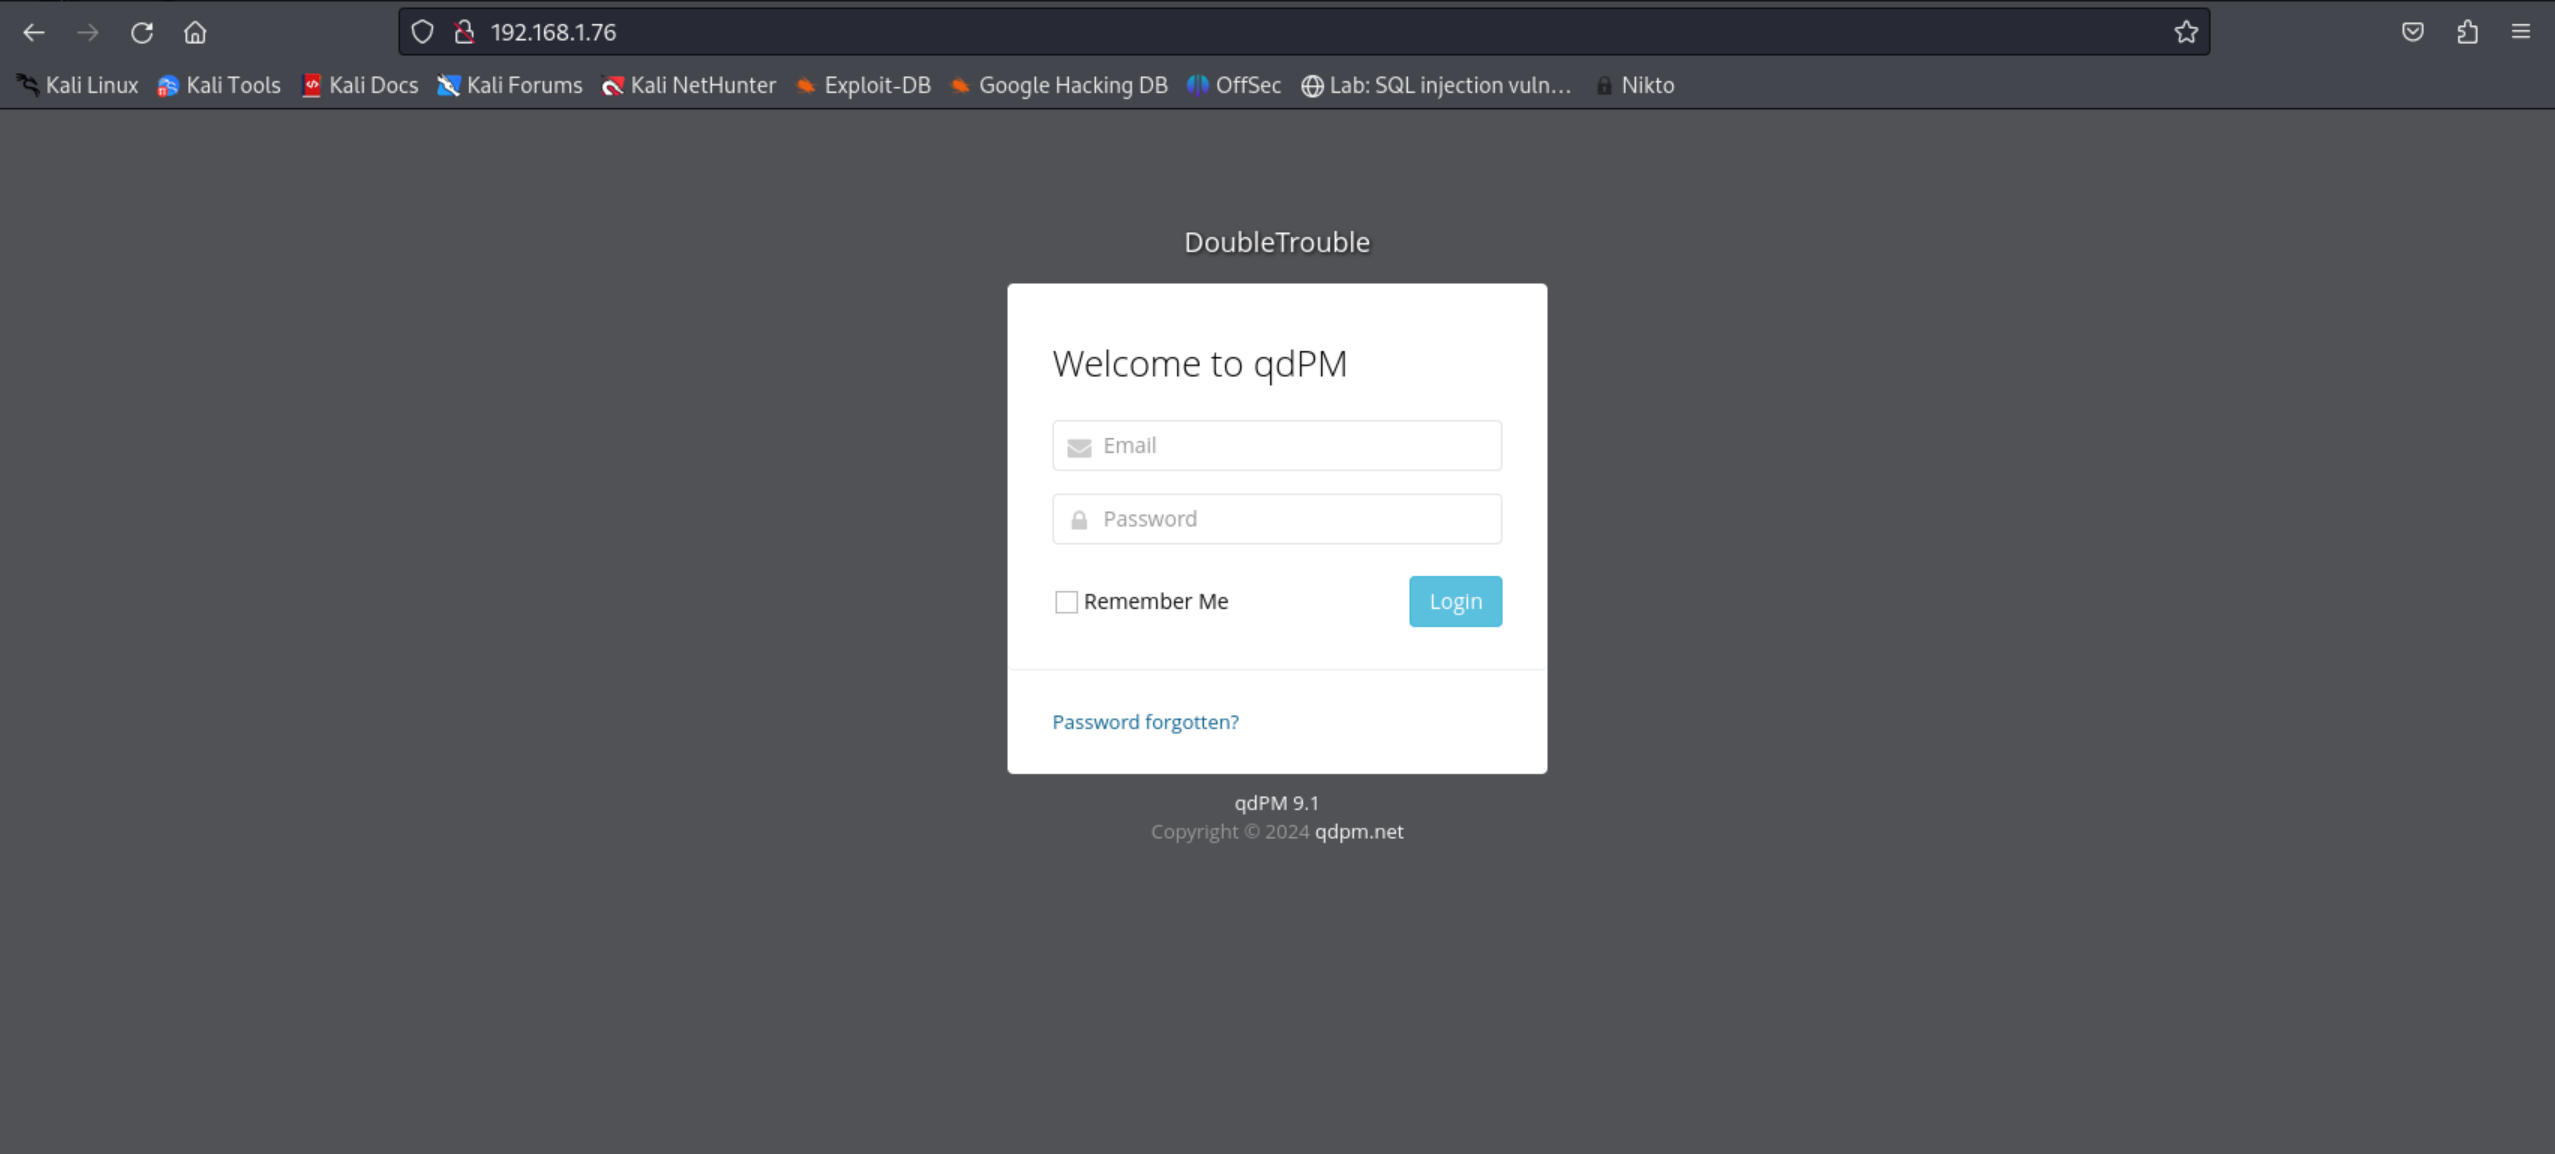 192.168.1.76
Kali Linux Kali Tools Kali Docs Kali Forums Kali NetHunter Exploit-DB Google Hacking DB OffSec Lab: SQL injection vuln... Nikto
DoubleTrouble
Welcome to qdPM
Email
Password
Remember Me Login
Password forgotten?
qdPM 9.1
Copyright © 2024 qdpm.net